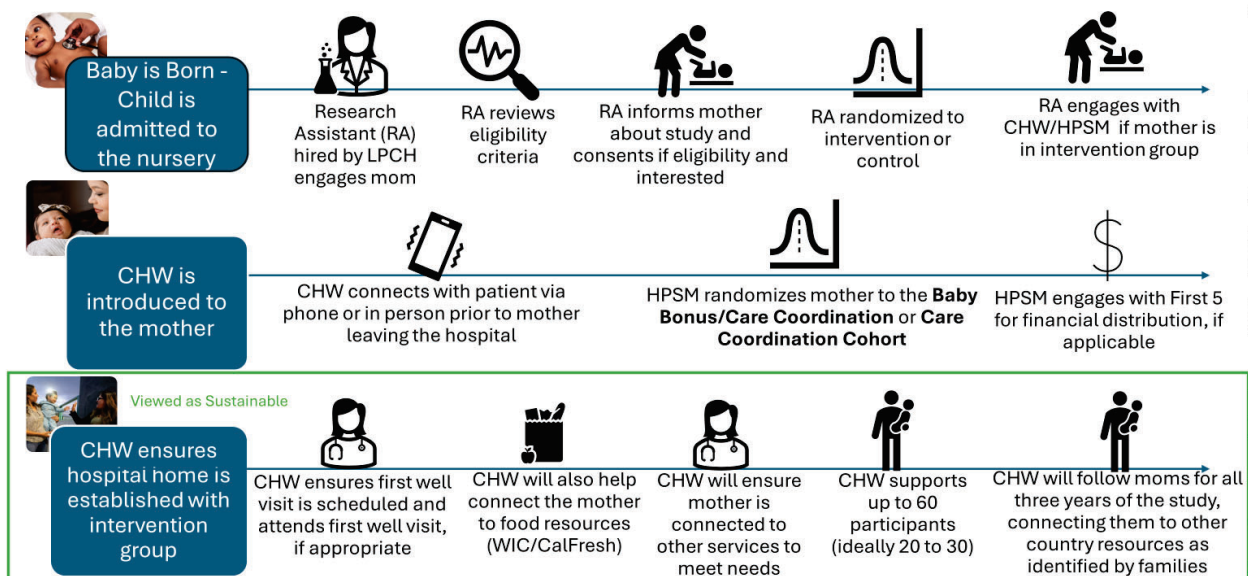 Baby is Born -
Child is
admitted to
the nursery
Research
Assistant (RA)
hired by LPCH
engages mom
RA reviews
eligibility
criteria
RA informs mother
about study and
consents if eligibility and
interested
RA randomized to
intervention or
control
RA engages with
CHW/HPSM if mother is
in intervention group
CHW is
introduced to
the mother
CHW connects with patient via
phone or in person prior to mother
leaving the hospital
HPSM randomizes mother to the Baby
Bonus/Care Coordination or Care
Coordination Cohort
HPSM engages with First 5
for financial distribution, if
applicable
Viewed as Sustainable
CHW ensures
hospital home is
established with
intervention
group
CHW ensures first well
visit is scheduled and
attends first well visit,
if appropriate
CHW will also help
connect the mother
to food resources
(WIC/CalFresh)
CHW will ensure
mother is
connected to
other services to
meet needs
CHW supports
up to 60
participants
(ideally 20 to 30)
CHW will follow moms for all
three years of the study,
connecting them to other
country resources as
identified by families